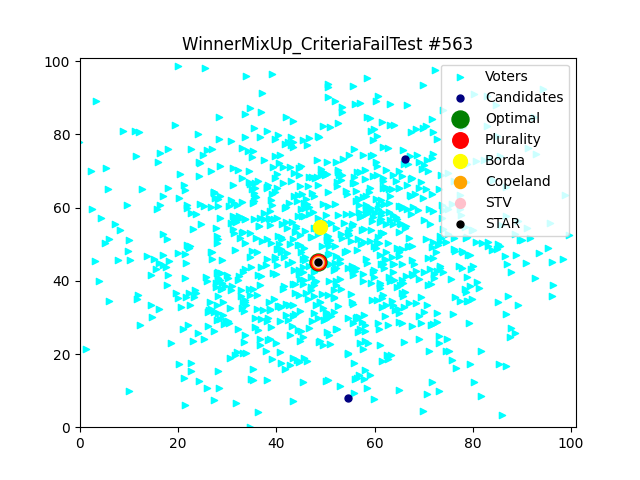 WinnerMixUp_CriteriaFailTest #563
100
80
60
40
20
0
0
20
40
60
80
100
Voters
Candidates
Optimal
Plurality
Borda
Copeland
STV
STAR